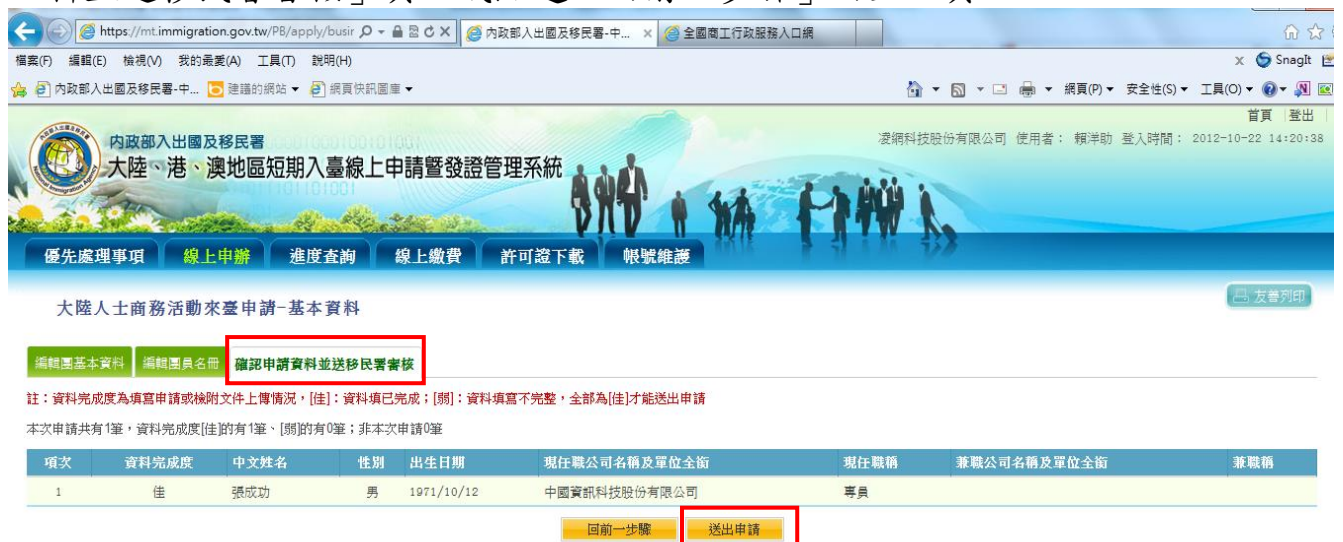 https://mt.immigration.gov.tw/PB/apply/busir
內政部入出國及移民署-中...
全國商工行政服務入口網
檔案(F) 編輯(E) 檢視(V) 我的最愛(A) 工具(T) 說明(H)
x SnagIt
內政部入出國及移民署-中... 建議的網站 網頁快訊圖庫
網頁(P) 安全性(S) 工具(O)
首頁 登出
內政部入出國及移民署
凌網科技股份有限公司 使用者： 賴洋助 登入時間： 2012-10-22 14:20:38
大陸、港、澳地區短期入臺線上申請暨發證管理系統
優先處理事項 線上申辦 進度查詢 線上繳費 許可證下載 帳號維護
大陸人士商務活動來臺申請-基本資料
友善列印
編輯團基本資料 編輯團員名冊 確認申請資料並送移民署審核
註：資料完成度為填寫申請或檢附文件上傳情況，[佳]：資料填已完成；[弱]：資料填寫不完整，全部為[佳]才能送出申請
本次申請共有1筆，資料完成度[佳]的有1筆、[弱]的有0筆；非本次申請0筆
項次 資料完成度 中文姓名 性別 出生日期 現任職公司名稱及單位全銜 現任職稱 兼職公司名稱及單位全銜 兼職稱
1 佳 張成功 男 1971/10/12 中國資訊科技股份有限公司 專員
回前一步驟 送出申請